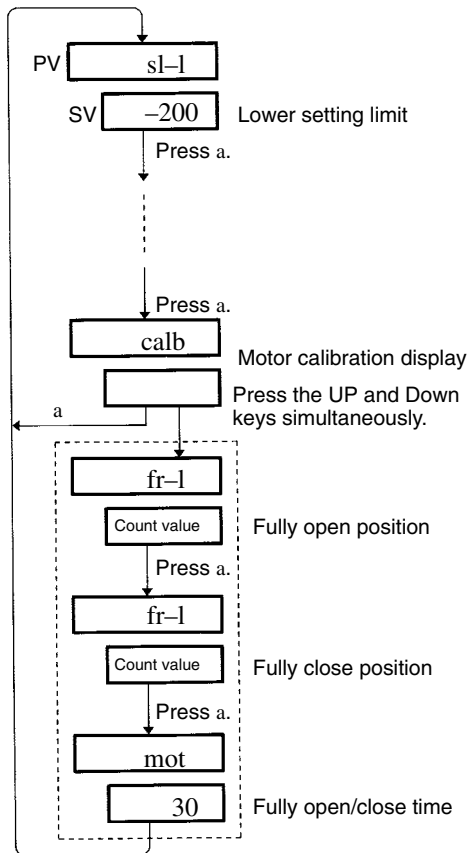 PV sl–l
SV –200 Lower setting limit
Press a.
Press a.
calb
Motor calibration display
Press the UP and Down
keys simultaneously.
a
fr–l
Count value Fully open position
Press a.
fr–l
Count value Fully close position
Press a.
mot
30 Fully open/close time